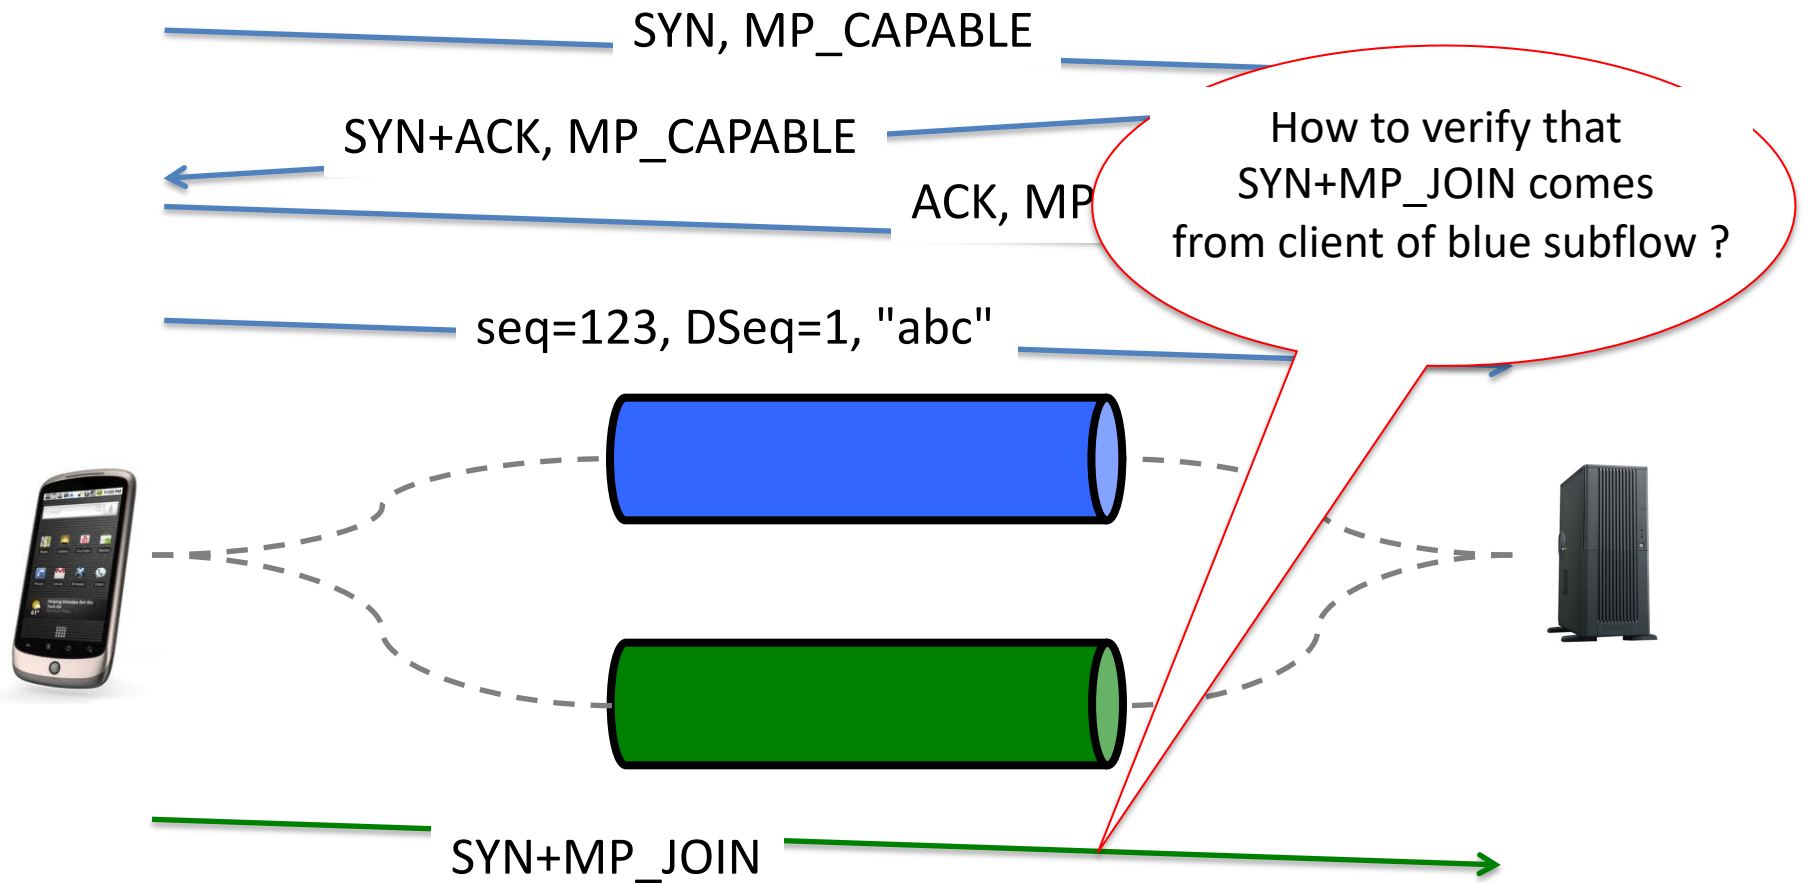 SYN, MP_CAPABLE
SYN+ACK, MP_CAPABLE
ACK, MP
How to verify that
SYN+MP_JOIN comes
from client of blue subflow ?
seq=123, DSeq=1, "abc"
SYN+MP_JOIN